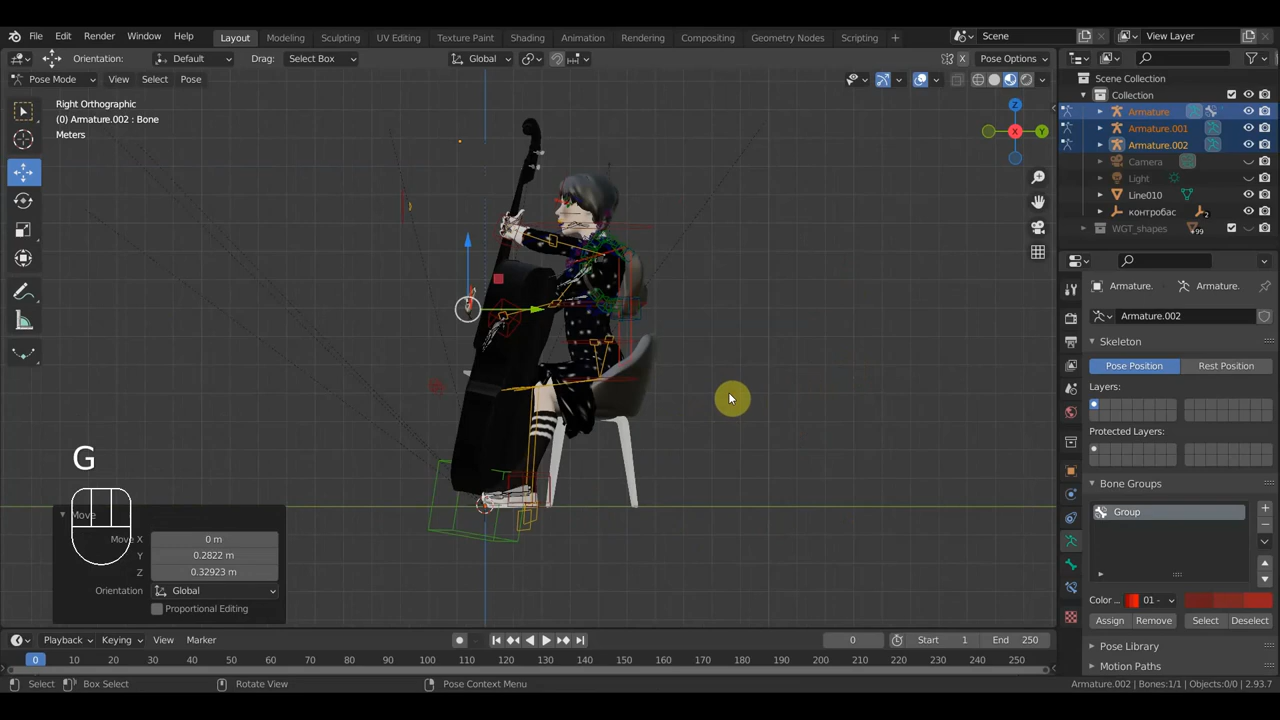 File Edit Render Window Help Layout Modeling Sculpting UV Editing Texture Paint Shading Animation Rendering Compositing Geometry Nodes Scripting + Scene View Layer
Orientation: Default Drag: Select Box Global Pose Options
Pose Mode View Select Pose
Right Orthographic
(0) Armature.002 : Bone
Meters
Z
X
Y
Scene Collection
Collection
Armature
Armature.001
Armature.002
Camera
Light
Line010
контробас 2
WGT_shapes 99
Armature. Armature.
Armature.002
Skeleton
Pose Position Rest Position
Layers:
Protected Layers:
Bone Groups
Group
Color ... 01 -
Assign Remove Select Deselect
Pose Library
Motion Paths
G
Move
Move X 0 m
Y 0.2822 m
Z 0.32923 m
Orientation Global
Proportional Editing
Playback Keying View Marker 0 Start 1 End 250
0 10 20 30 40 50 60 70 80 90 100 110 120 130 140 150 160 170 180 190 200 210 220 230 240 250
Select Box Select Rotate View Pose Context Menu Armature.002 | Bones:1/1 | Objects:0/0 | 2.93.7